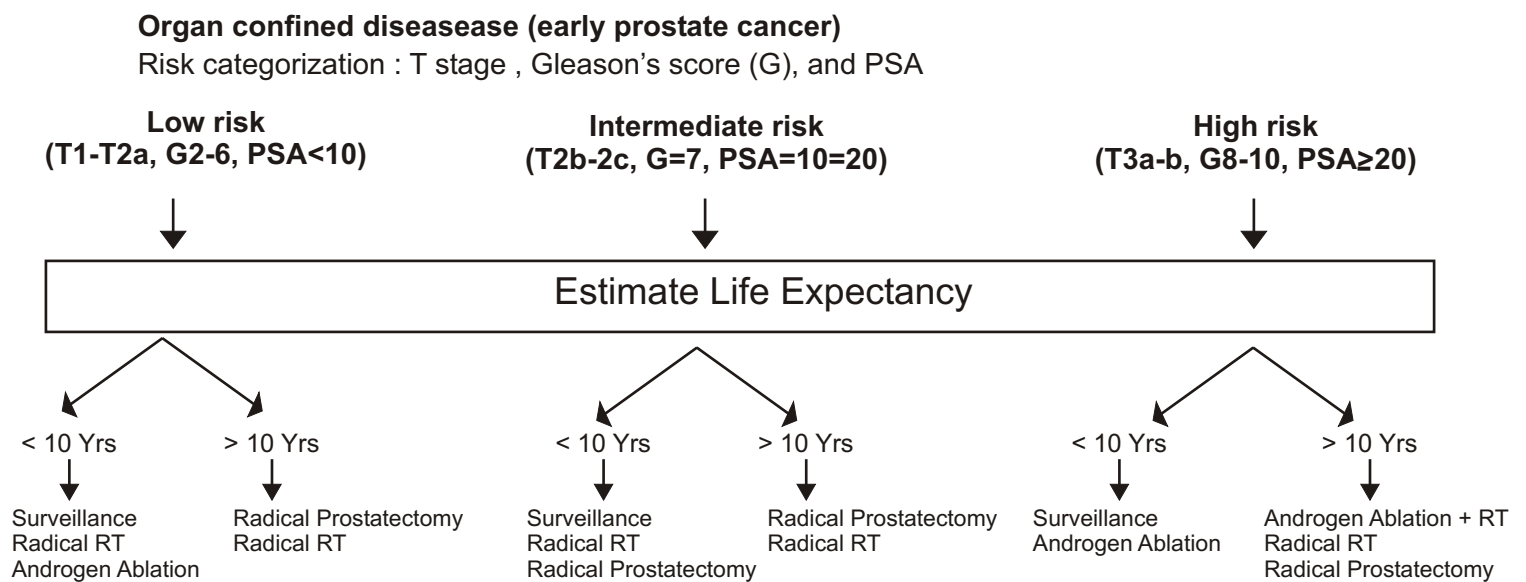 Organ confined diseasease (early prostate cancer)
Risk categorization : T stage , Gleason's score (G), and PSA
Low risk
(T1-T2a, G2-6, PSA<10)
Intermediate risk
(T2b-2c, G=7, PSA=10=20)
High risk
(T3a-b, G8-10, PSA≥20)
Estimate Life Expectancy
< 10 Yrs
> 10 Yrs
< 10 Yrs
> 10 Yrs
< 10 Yrs
> 10 Yrs
Surveillance
Radical RT
Androgen Ablation
Radical Prostatectomy
Radical RT
Surveillance
Radical RT
Radical Prostatectomy
Radical Prostatectomy
Radical RT
Surveillance
Androgen Ablation
Androgen Ablation + RT
Radical RT
Radical Prostatectomy